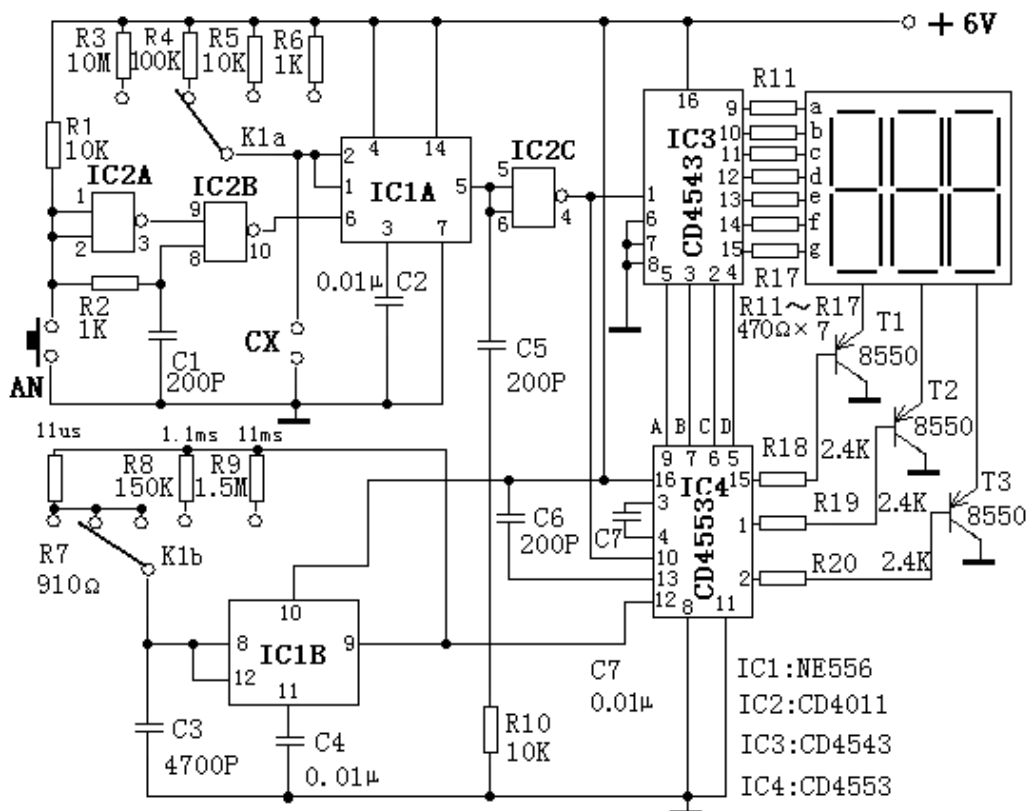 R3
10M
R4
100K
R5
10K
R6
1K
+ 6V
R1
10K
K1a
IC2A
1
2
3
IC2B
9
8
10
R2
1K
AN
C1
200P
CX
IC1A
2
1
6
4
14
5
3
7
0.01μ
C2
IC2C
5
6
4
C5
200P
IC3
CD4543
16
1
6
7
8
9
10
11
12
13
14
15
5
3
2
4
R11
a
b
c
d
e
f
g
R17
R11～R17
470Ω×7
T1
8550
T2
8550
T3
8550
A
B
C
D
IC4
CD4553
9
7
6
5
16
3
4
10
13
12
8
11
15
1
2
C7
R18
2.4K
R19
2.4K
R20
2.4K
11us
1.1ms
11ms
R8
150K
R9
1.5M
R7
910Ω
K1b
C6
200P
IC1B
10
8
12
9
11
C3
4700P
C4
0.01μ
R10
10K
C7
0.01μ
IC1:NE556
IC2:CD4011
IC3:CD4543
IC4:CD4553